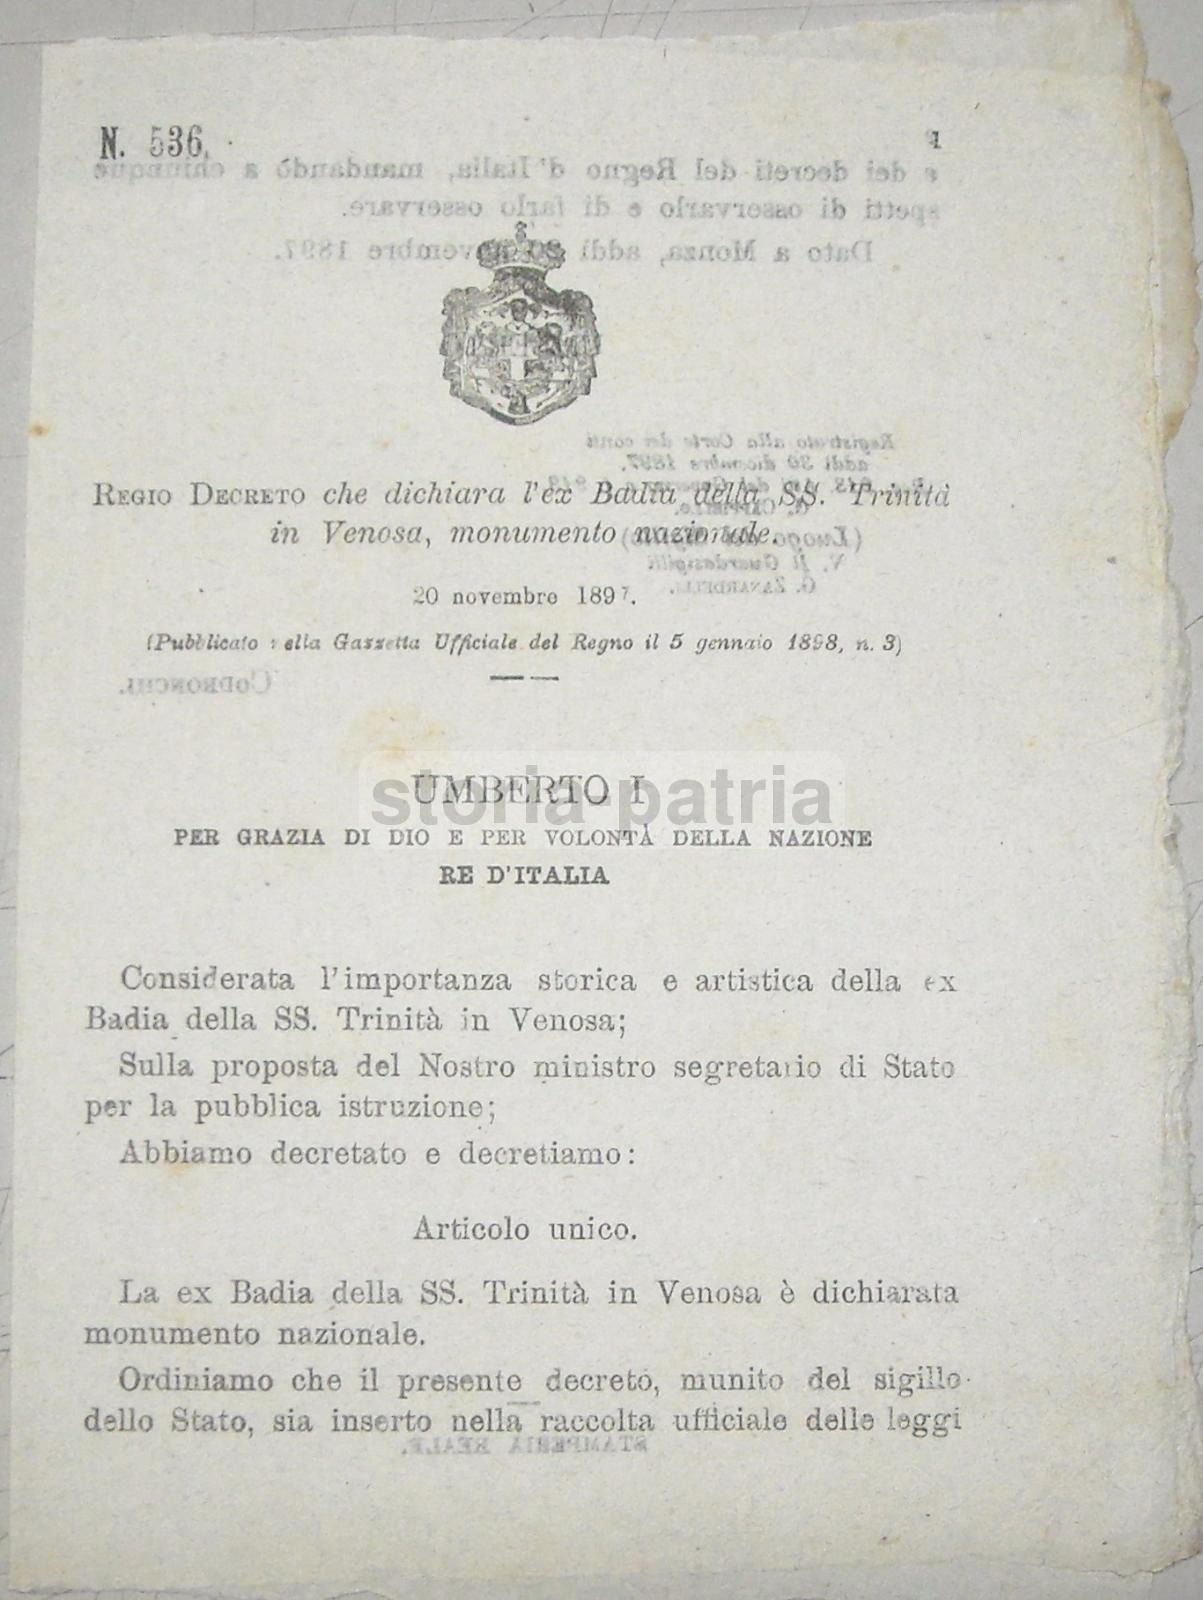 N. 536.
1
REGIO DECRETO che dichiara l'ex Badia della SS. Trinità
in Venosa, monumento nazionale.
20 novembre 1897.
(Pubblicato nella Gazzetta Ufficiale del Regno il 5 gennaio 1898, n. 3)
UMBERTO I
storia-patria
PER GRAZIA DI DIO E PER VOLONTÀ DELLA NAZIONE
RE D'ITALIA
Considerata l'importanza storica e artistica della ex
Badia della SS. Trinità in Venosa;
Sulla proposta del Nostro ministro segretario di Stato
per la pubblica istruzione;
Abbiamo decretato e decretiamo:
Articolo unico.
La ex Badia della SS. Trinità in Venosa è dichiarata
monumento nazionale.
Ordiniamo che il presente decreto, munito del sigillo
dello Stato, sia inserto nella raccolta ufficiale delle leggi